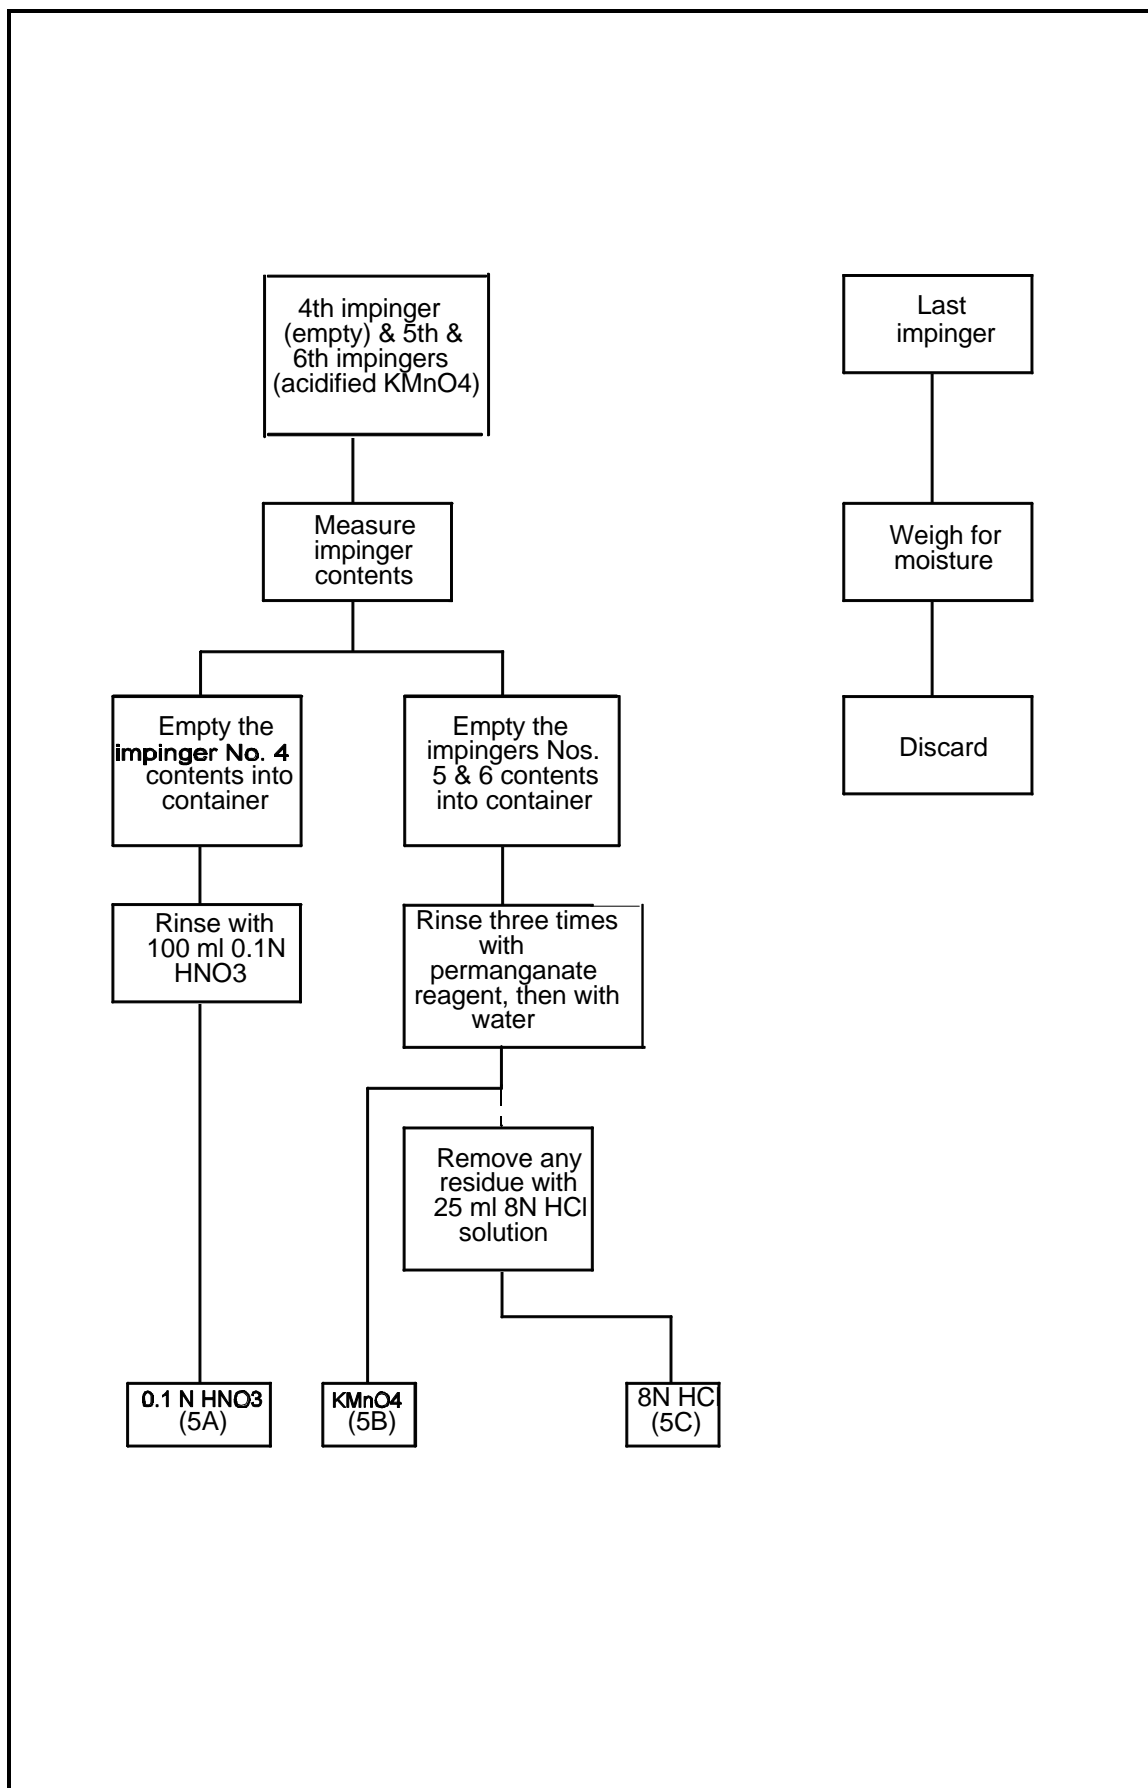 4th impinger
(empty) & 5th &
6th impingers
(acidified KMnO4)
Measure
impinger
contents
Empty the
impinger No. 4
contents into
container
Rinse with
100 ml 0.1N
HNO3
0.1 N HNO3
(5A)
Empty the
impingers Nos.
5 & 6 contents
into container
Rinse three times
with
permanganate
reagent, then with
water
KMnO4
(5B)
Remove any
residue with
25 ml 8N HCl
solution
8N HCl
(5C)
Last
impinger
Weigh for
moisture
Discard